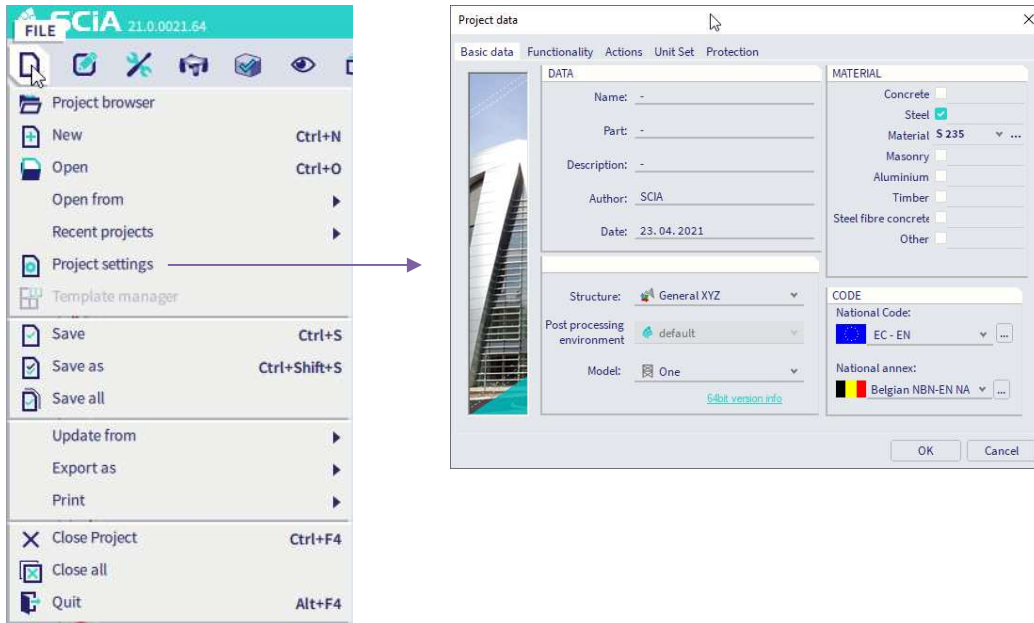 SCiA 21.0.0021.64
FILE
Project browser
New Ctrl+N
Open Ctrl+O
Open from
Recent projects
Project settings
Template manager
Save Ctrl+S
Save as Ctrl+Shift+S
Save all
Update from
Export as
Print
Close Project Ctrl+F4
Close all
Quit Alt+F4
Project data
Basic data Functionality Actions Unit Set Protection
DATA
Name: -
Part: -
Description: -
Author: SCIA
Date: 23. 04. 2021
Structure: General XYZ
Post processing
environment default
Model: One
64bit version info
MATERIAL
Concrete
Steel
Material S 235 ...
Masonry
Aluminium
Timber
Steel fibre concrete
Other
CODE
National Code:
EC - EN ...
National annex:
Belgian NBN-EN NA ...
OK Cancel